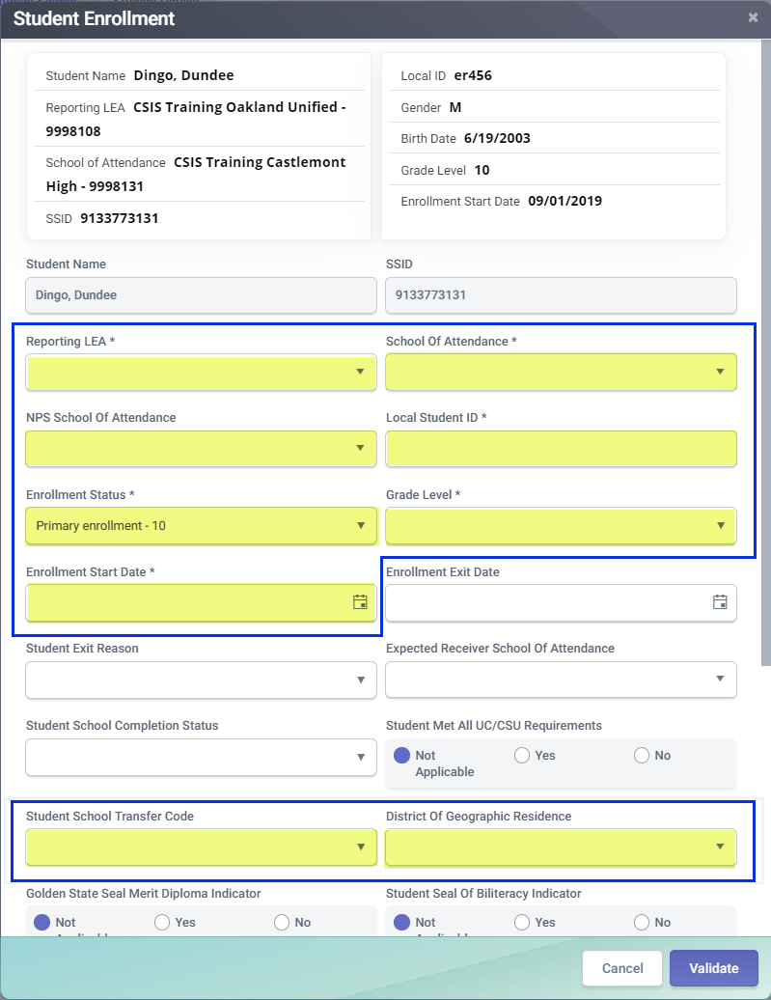 Student Enrollment
Student Name Dingo, Dundee
Reporting LEA CSIS Training Oakland Unified -
9998108
School of Attendance CSIS Training Castlemont
High - 9998131
SSID 9133773131
Local ID er456
Gender M
Birth Date 6/19/2003
Grade Level 10
Enrollment Start Date 09/01/2019
Student Name
SSID
Dingo, Dundee
9133773131
Reporting LEA *
School Of Attendance *
NPS School Of Attendance
Local Student ID *
Enrollment Status *
Grade Level *
Primary enrollment - 10
Enrollment Start Date *
Enrollment Exit Date
Student Exit Reason
Expected Receiver School Of Attendance
Student School Completion Status
Student Met All UC/CSU Requirements
Not
Applicable
Yes
No
Student School Transfer Code
District Of Geographic Residence
Golden State Seal Merit Diploma Indicator
Student Seal Of Biliteracy Indicator
Not
Yes
No
Not
Yes
No
Cancel
Validate